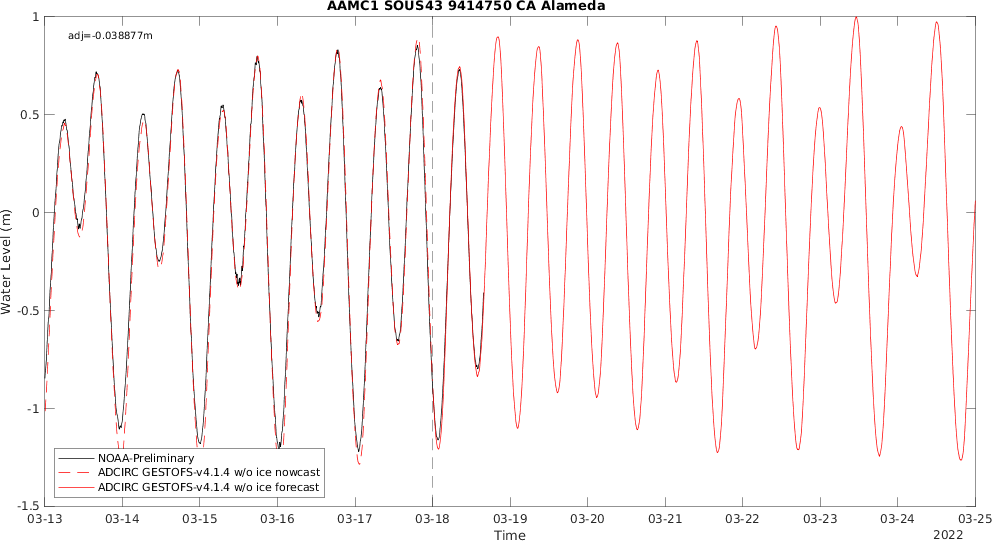 AAMC1 SOUS43 9414750 CA Alameda
adj=-0.038877m
1
0.5
0
-0.5
-1
-1.5
Water Level (m)
NOAA-Preliminary
ADCIRC GESTOFS-v4.1.4 w/o ice nowcast
ADCIRC GESTOFS-v4.1.4 w/o ice forecast
03-13 03-14 03-15 03-16 03-17 03-18 03-19 03-20 03-21 03-22 03-23 03-24 03-25
Time
2022